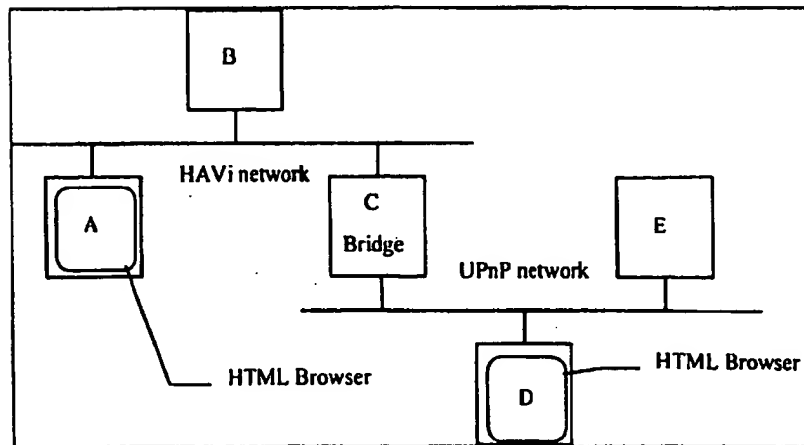 B
HAVi network
A
C
Bridge
E
UPnP network
HTML Browser
HTML Browser
D